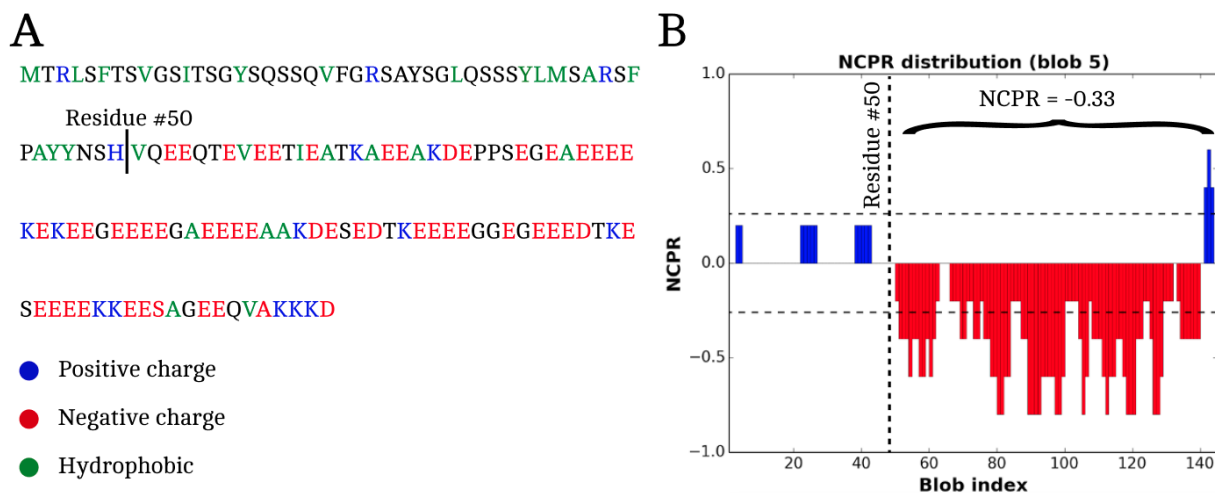 A
MTRLSFTSVGSITSGYSQSSQVFGRSAYSGLQSSSYLMSARSF
Residue #50
PAYYNSHVQEEQTEVEETIEATKAEEAKDEPPSEGEAEEEE
KEKEEGEEEEGAEEEEAAKDESEDTKEEEEGGEGEEEDTKE
SEEEEKKEESAGEEQVAKKKD
Positive charge
Negative charge
Hydrophobic
B
NCPR distribution (blob 5)
NCPR = -0.33
Residue #50
1.0
0.5
0.0
−0.5
−1.0
NCPR
20 40 60 80 100 120 140
Blob index